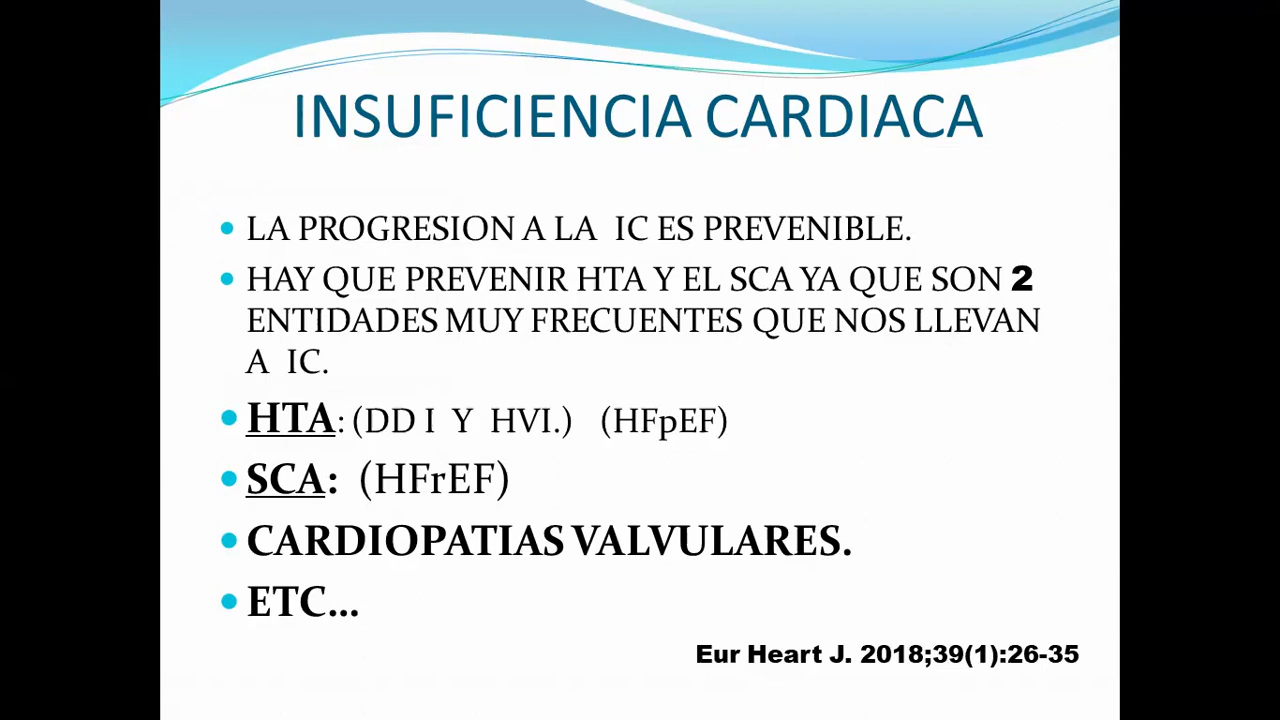 INSUFICIENCIA CARDIACA
• LA PROGRESION A LA IC ES PREVENIBLE.
• HAY QUE PREVENIR HTA Y EL SCA YA QUE SON 2
ENTIDADES MUY FRECUENTES QUE NOS LLEVAN
A IC.
• HTA: (DD I Y HVI.) (HFpEF)
• SCA: (HFrEF)
• CARDIOPATIAS VALVULARES.
• ETC...
Eur Heart J. 2018;39(1):26-35